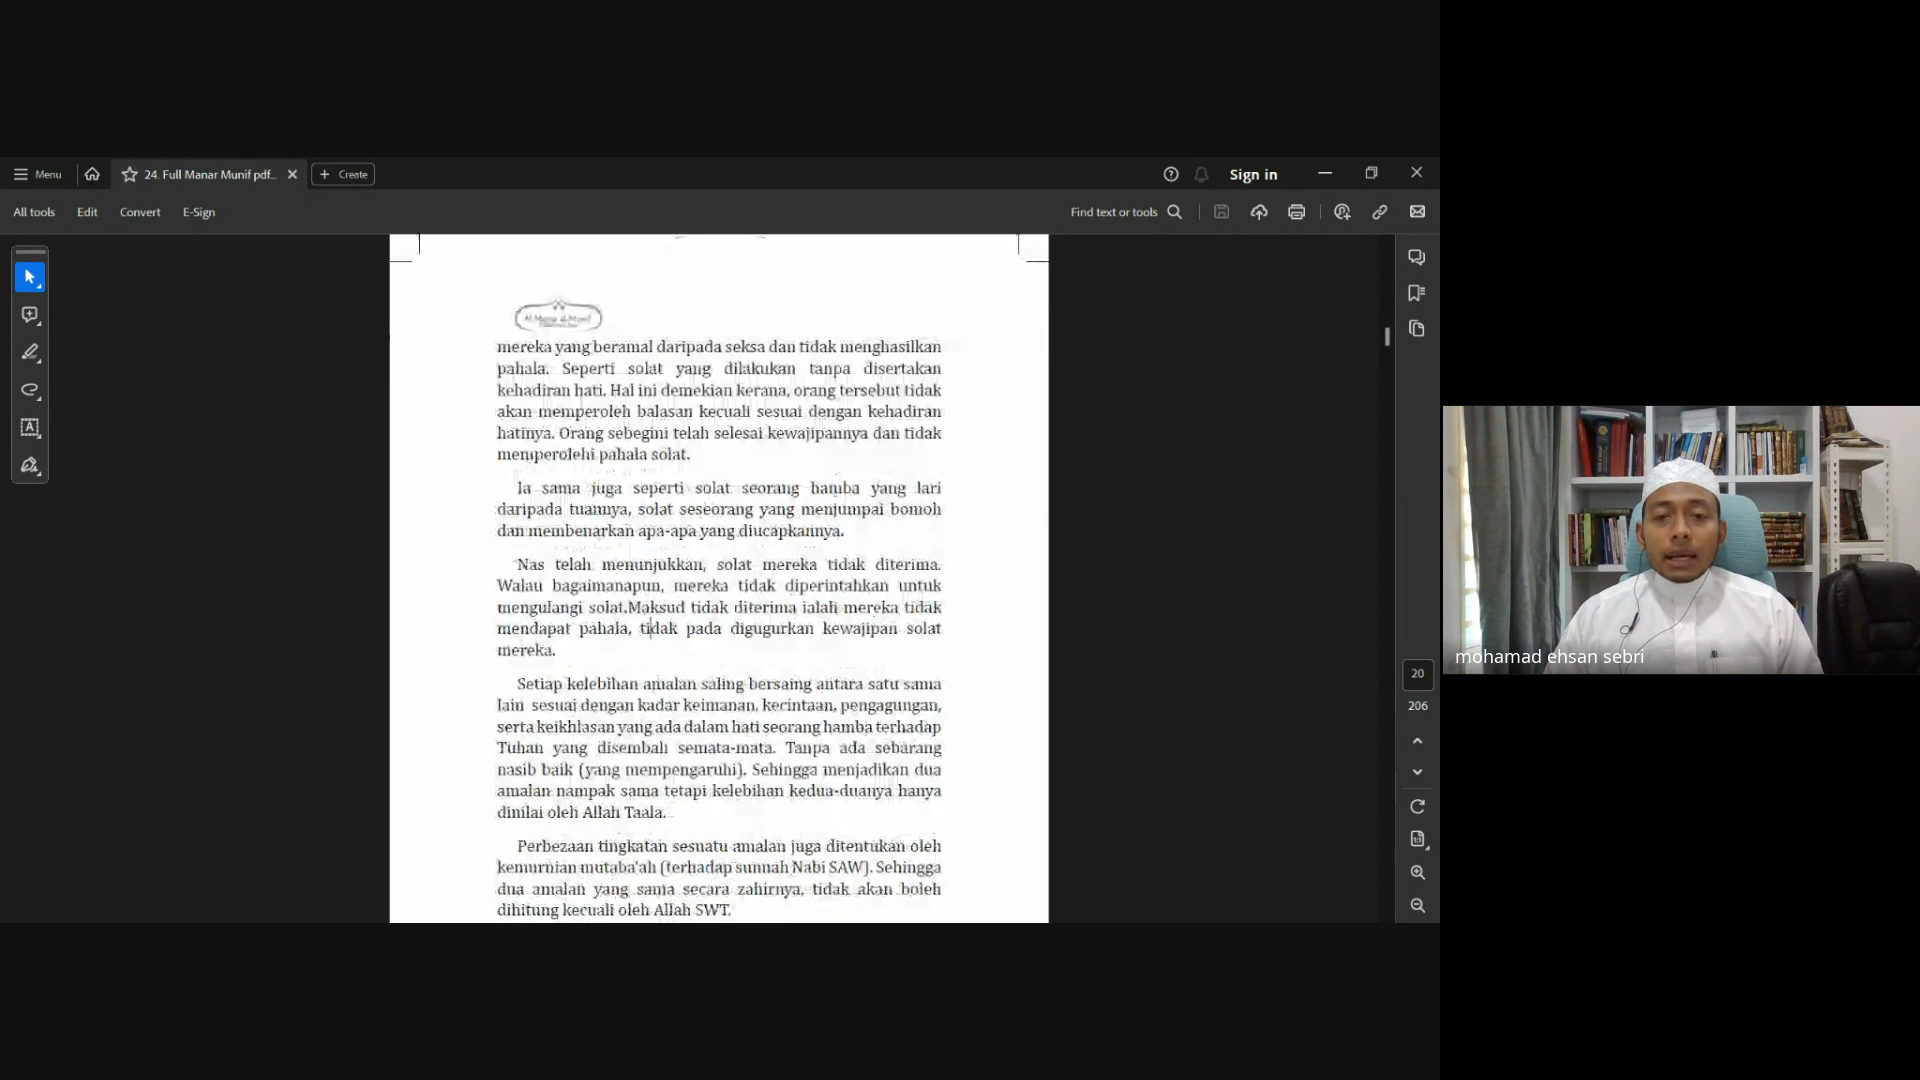 Menu
24. Full Manar Munif pdf...
Create
Sign in
All tools
Edit
Convert
E-Sign
Find text or tools
Al-Manar al-Munif
mereka yang beramal daripada seksa dan tidak menghasilkan
pahala. Seperti solat yang dilakukan tanpa disertakan
kehadiran hati. Hal ini demekian kerana, orang tersebut tidak
akan memperoleh balasan kecuali sesuai dengan kehadiran
hatinya. Orang sebegini telah selesai kewajipannya dan tidak
memperolehi pahala solat.
Ia sama juga seperti solat seorang hamba yang lari
daripada tuannya, solat seseorang yang menjumpai bomoh
dan membenarkan apa-apa yang diucapkannya.
Nas telah menunjukkan, solat mereka tidak diterima.
Walau bagaimanapun, mereka tidak diperintahkan untuk
mengulangi solat.Maksud tidak diterima ialah mereka tidak
mendapat pahala, tidak pada digugurkan kewajipan solat
mereka.
Setiap kelebihan amalan saling bersaing antara satu sama
lain sesuai dengan kadar keimanan, kecintaan, pengagungan,
serta keikhlasan yang ada dalam hati seorang hamba terhadap
Tuhan yang disembah semata-mata. Tanpa ada sebarang
nasib baik (yang mempengaruhi). Sehingga menjadikan dua
amalan nampak sama tetapi kelebihan kedua-duanya hanya
dinilai oleh Allah Taala.
Perbezaan tingkatan sesuatu amalan juga ditentukan oleh
kemurnian mutaba'ah (terhadap sunnah Nabi SAW). Sehingga
dua amalan yang sama secara zahirnya, tidak akan boleh
dihitung kecuali oleh Allah SWT.
20
206
mohamad ehsan sebri